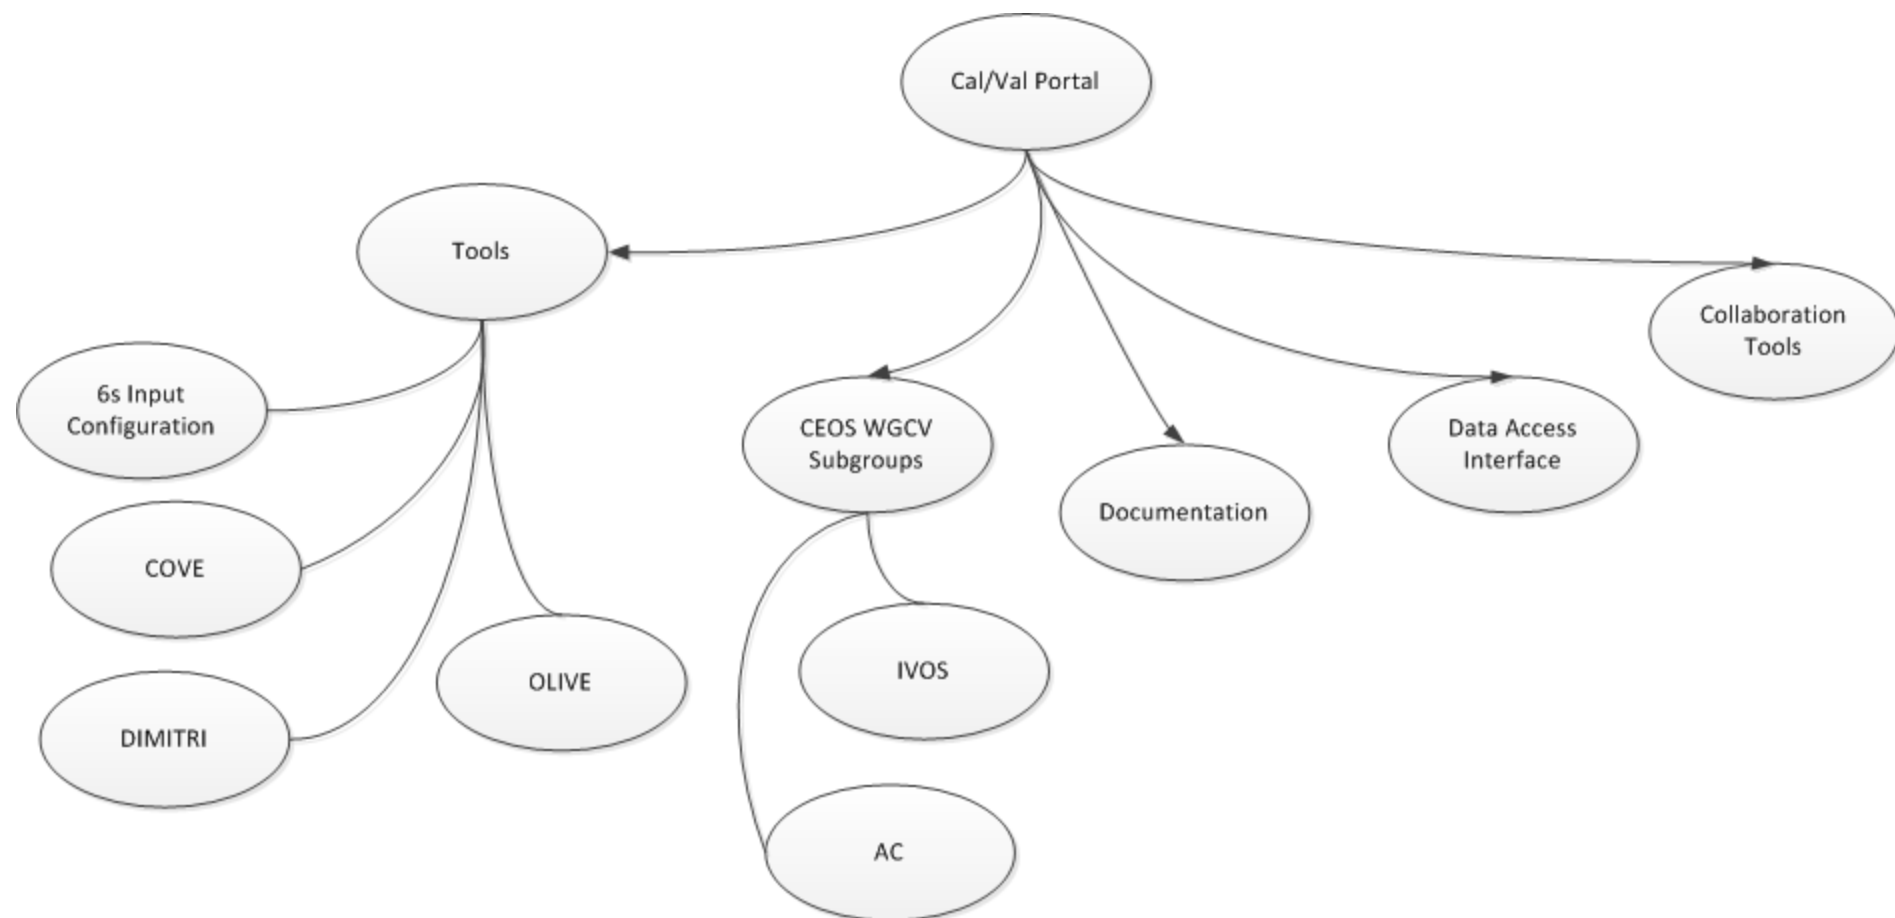 Cal/Val Portal
Tools
Collaboration
Tools
6s Input
Configuration
CEOS WGCV
Subgroups
Data Access
Interface
Documentation
COVE
OLIVE
IVOS
DIMITRI
AC